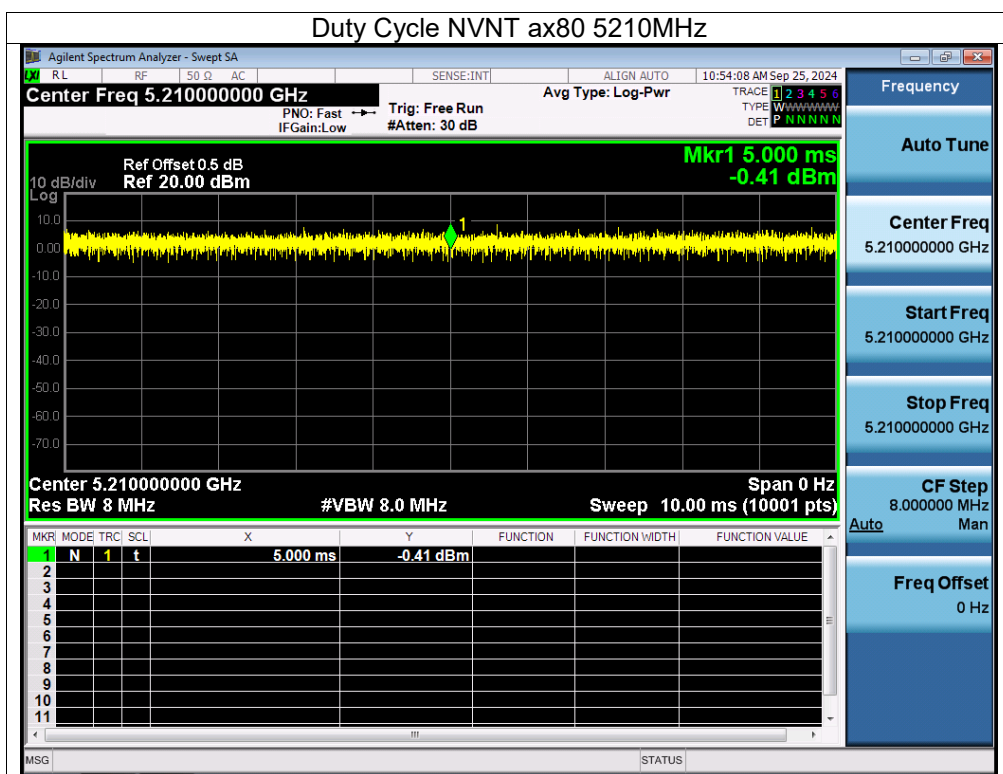 Duty Cycle NVNT ax80 5210MHz
Agilent Spectrum Analyzer - Swept SA
LXI RL RF 50 Ω AC SENSE:INT ALIGN AUTO 10:54:08 AM Sep 25, 2024
Center Freq 5.210000000 GHz Avg Type: Log-Pwr TRACE 1 2 3 4 5 6
PNO: Fast Trig: Free Run TYPE WWWWWW
IFGain:Low #Atten: 30 dB DET P N N N N N
Frequency
Auto Tune
Center Freq
5.210000000 GHz
Start Freq
5.210000000 GHz
Stop Freq
5.210000000 GHz
CF Step
8.000000 MHz
Auto Man
Freq Offset
0 Hz
Mkr1 5.000 ms
-0.41 dBm
Ref Offset 0.5 dB
10 dB/div Ref 20.00 dBm
Log
10.0
0.00
-10.0
-20.0
-30.0
-40.0
-50.0
-60.0
-70.0
1
Center 5.210000000 GHz Span 0 Hz
Res BW 8 MHz #VBW 8.0 MHz Sweep 10.00 ms (10001 pts)
MKR MODE TRC SCL X Y FUNCTION FUNCTION WIDTH FUNCTION VALUE
1 N 1 t 5.000 ms -0.41 dBm
2
3
4
5
6
7
8
9
10
11
MSG STATUS